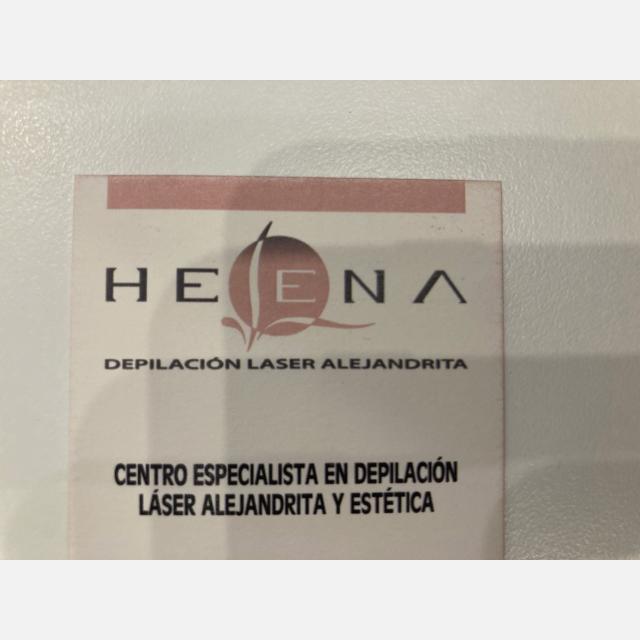 HELENA
DEPILACIÓN LASER ALEJANDRITA
CENTRO ESPECIALISTA EN DEPILACIÓN
LÁSER ALEJANDRITA Y ESTÉTICA